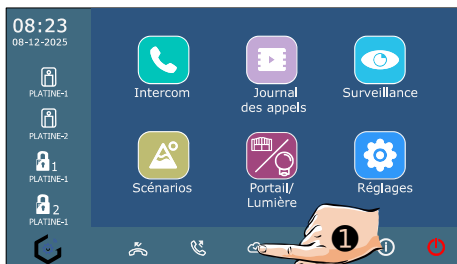 08:23
08-12-2025
PLATINE-1
PLATINE-2
1
PLATINE-1
2
PLATINE-1
Intercom
Journal
des appels
Surveillance
Scénarios
Portail/
Lumière
Réglages
1